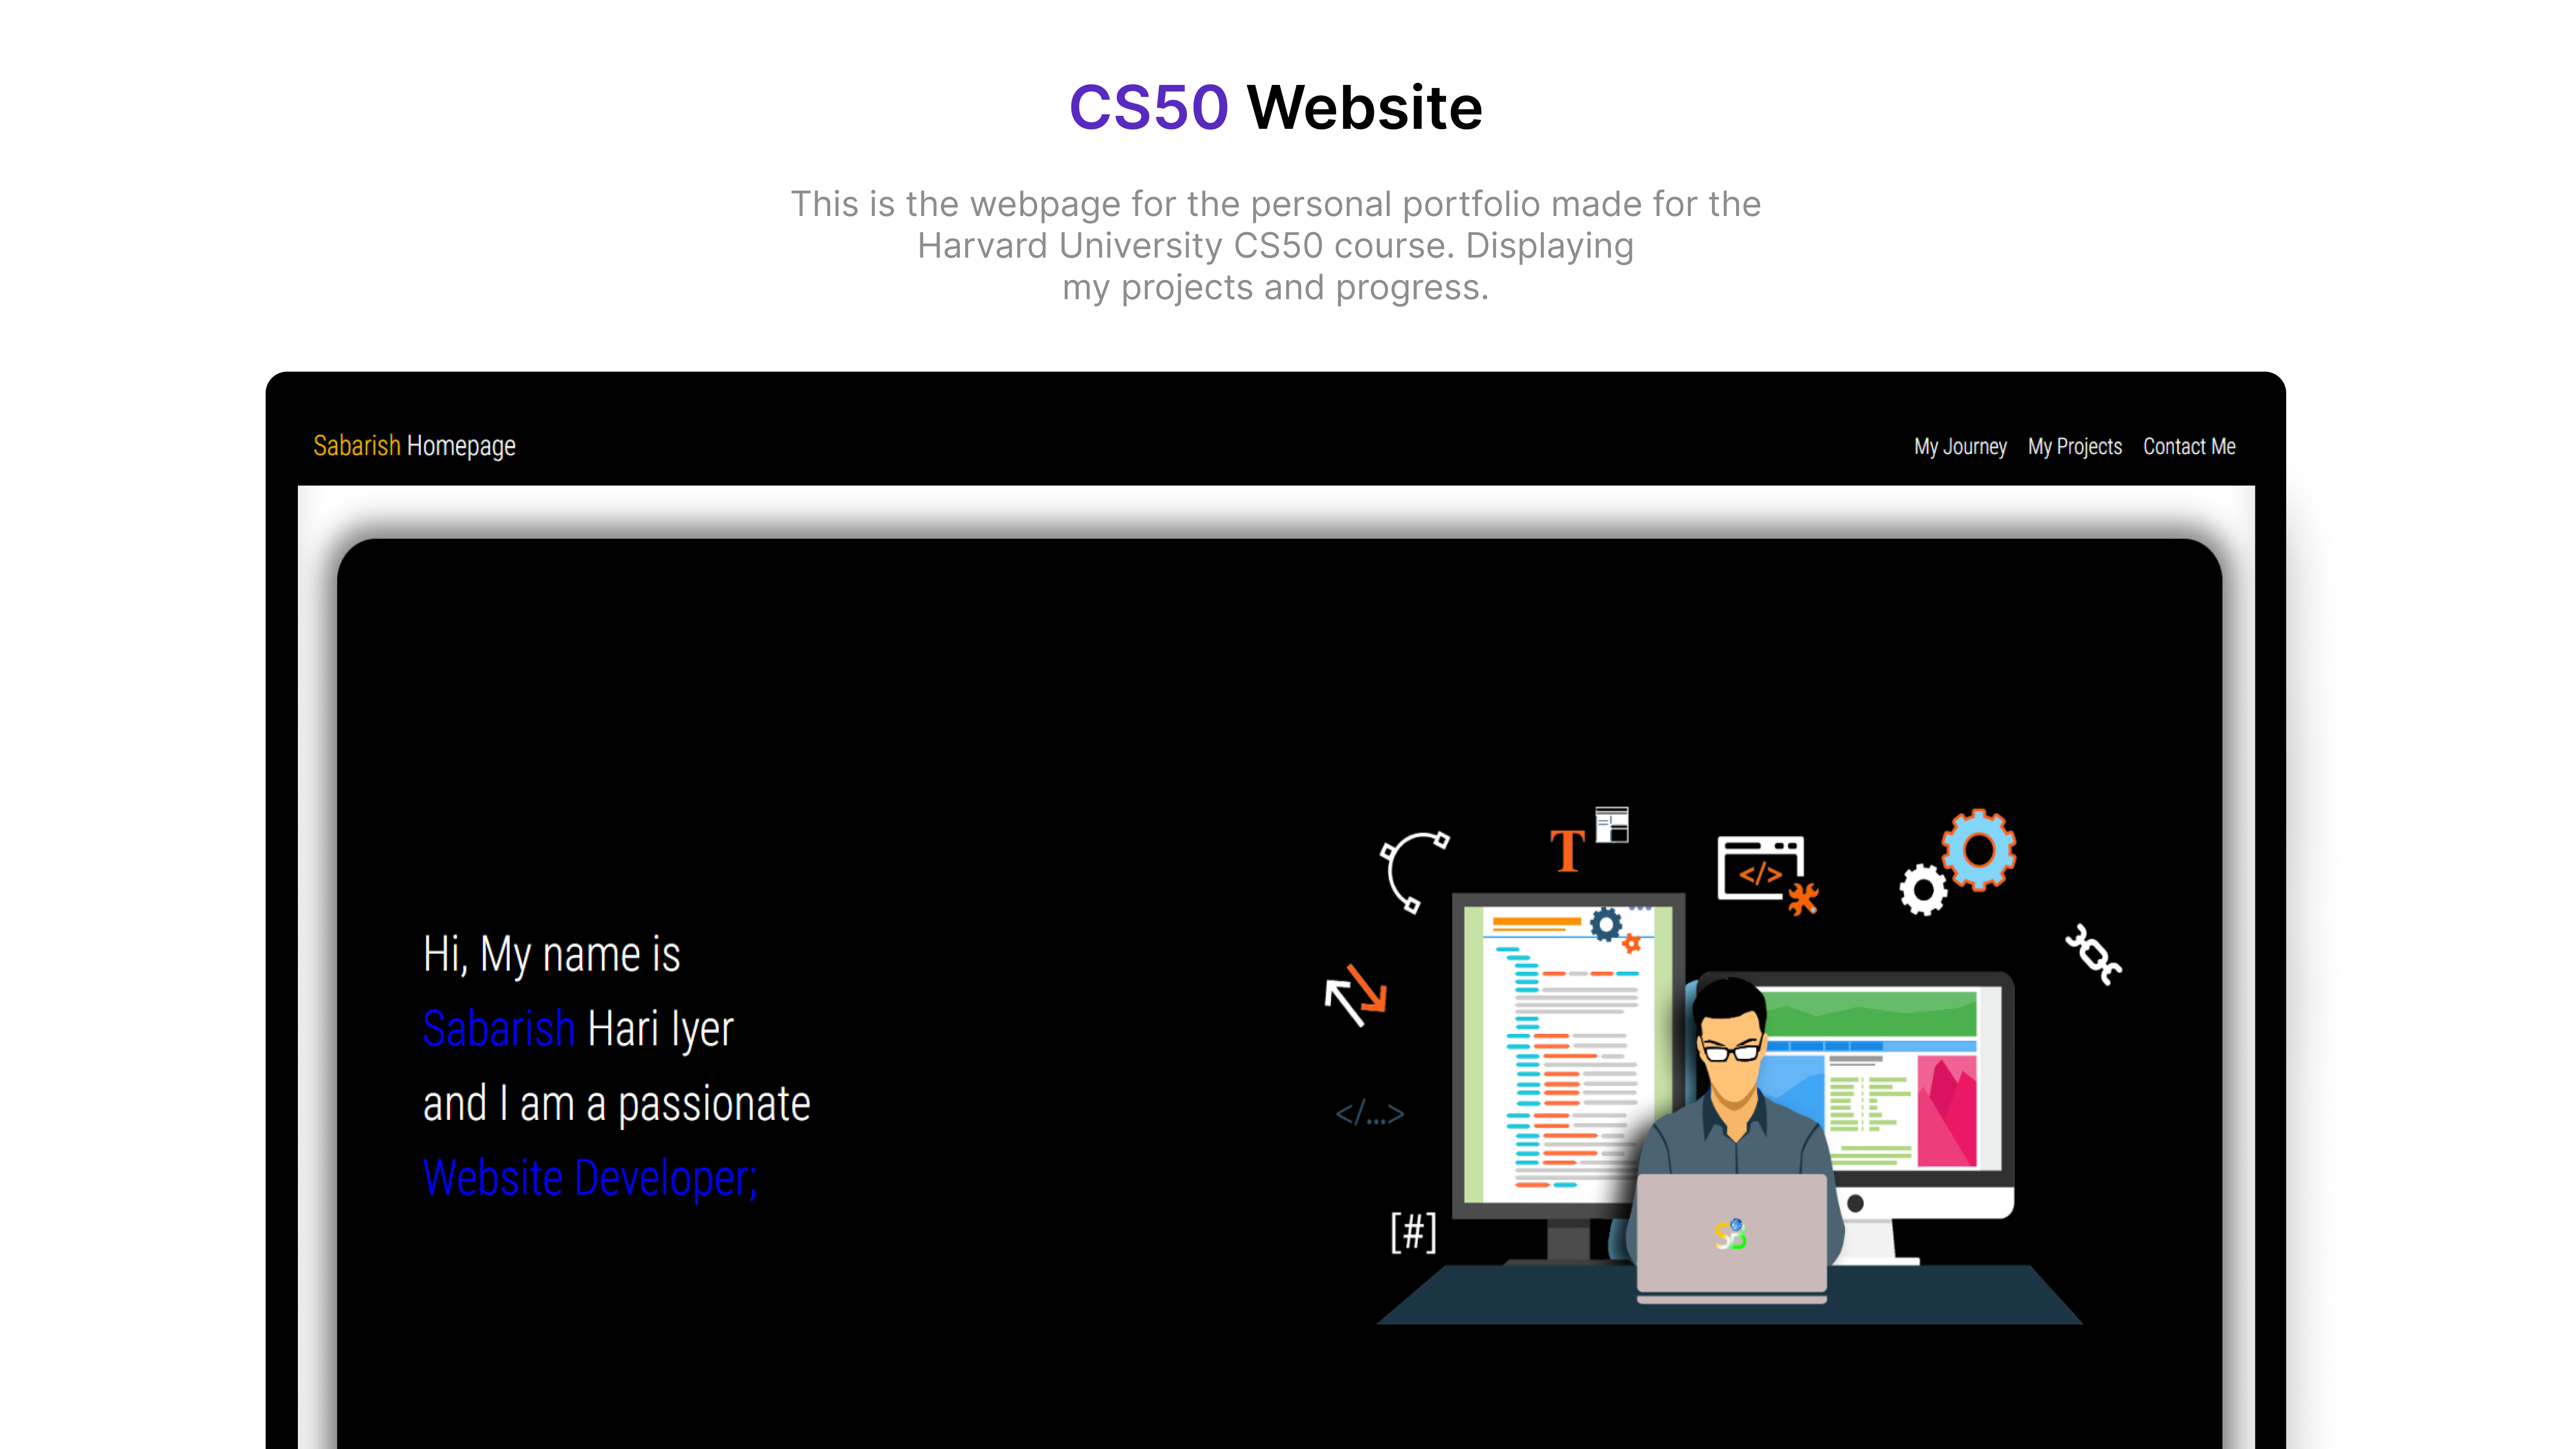 CS50 Website
This is the webpage for the personal portfolio made for the
Harvard University CS50 course. Displaying
my projects and progress.
Sabarish Homepage
My Journey My Projects Contact Me
Hi, My name is
Sabarish Hari Iyer
and I am a passionate
Website Developer;
T
</>
</...>
[#]
SB